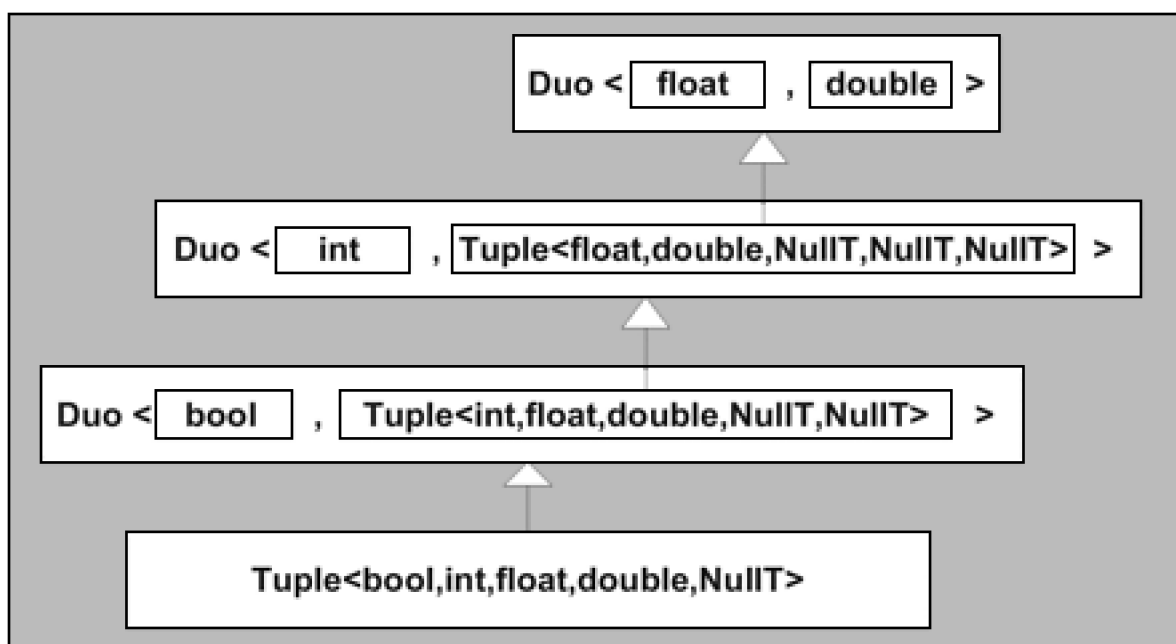 Duo < float , double >
Duo < int , Tuple<float,double,NullT,NullT,NullT> >
Duo < bool , Tuple<int,float,double,NullT,NullT> >
Tuple<bool,int,float,double,NullT>